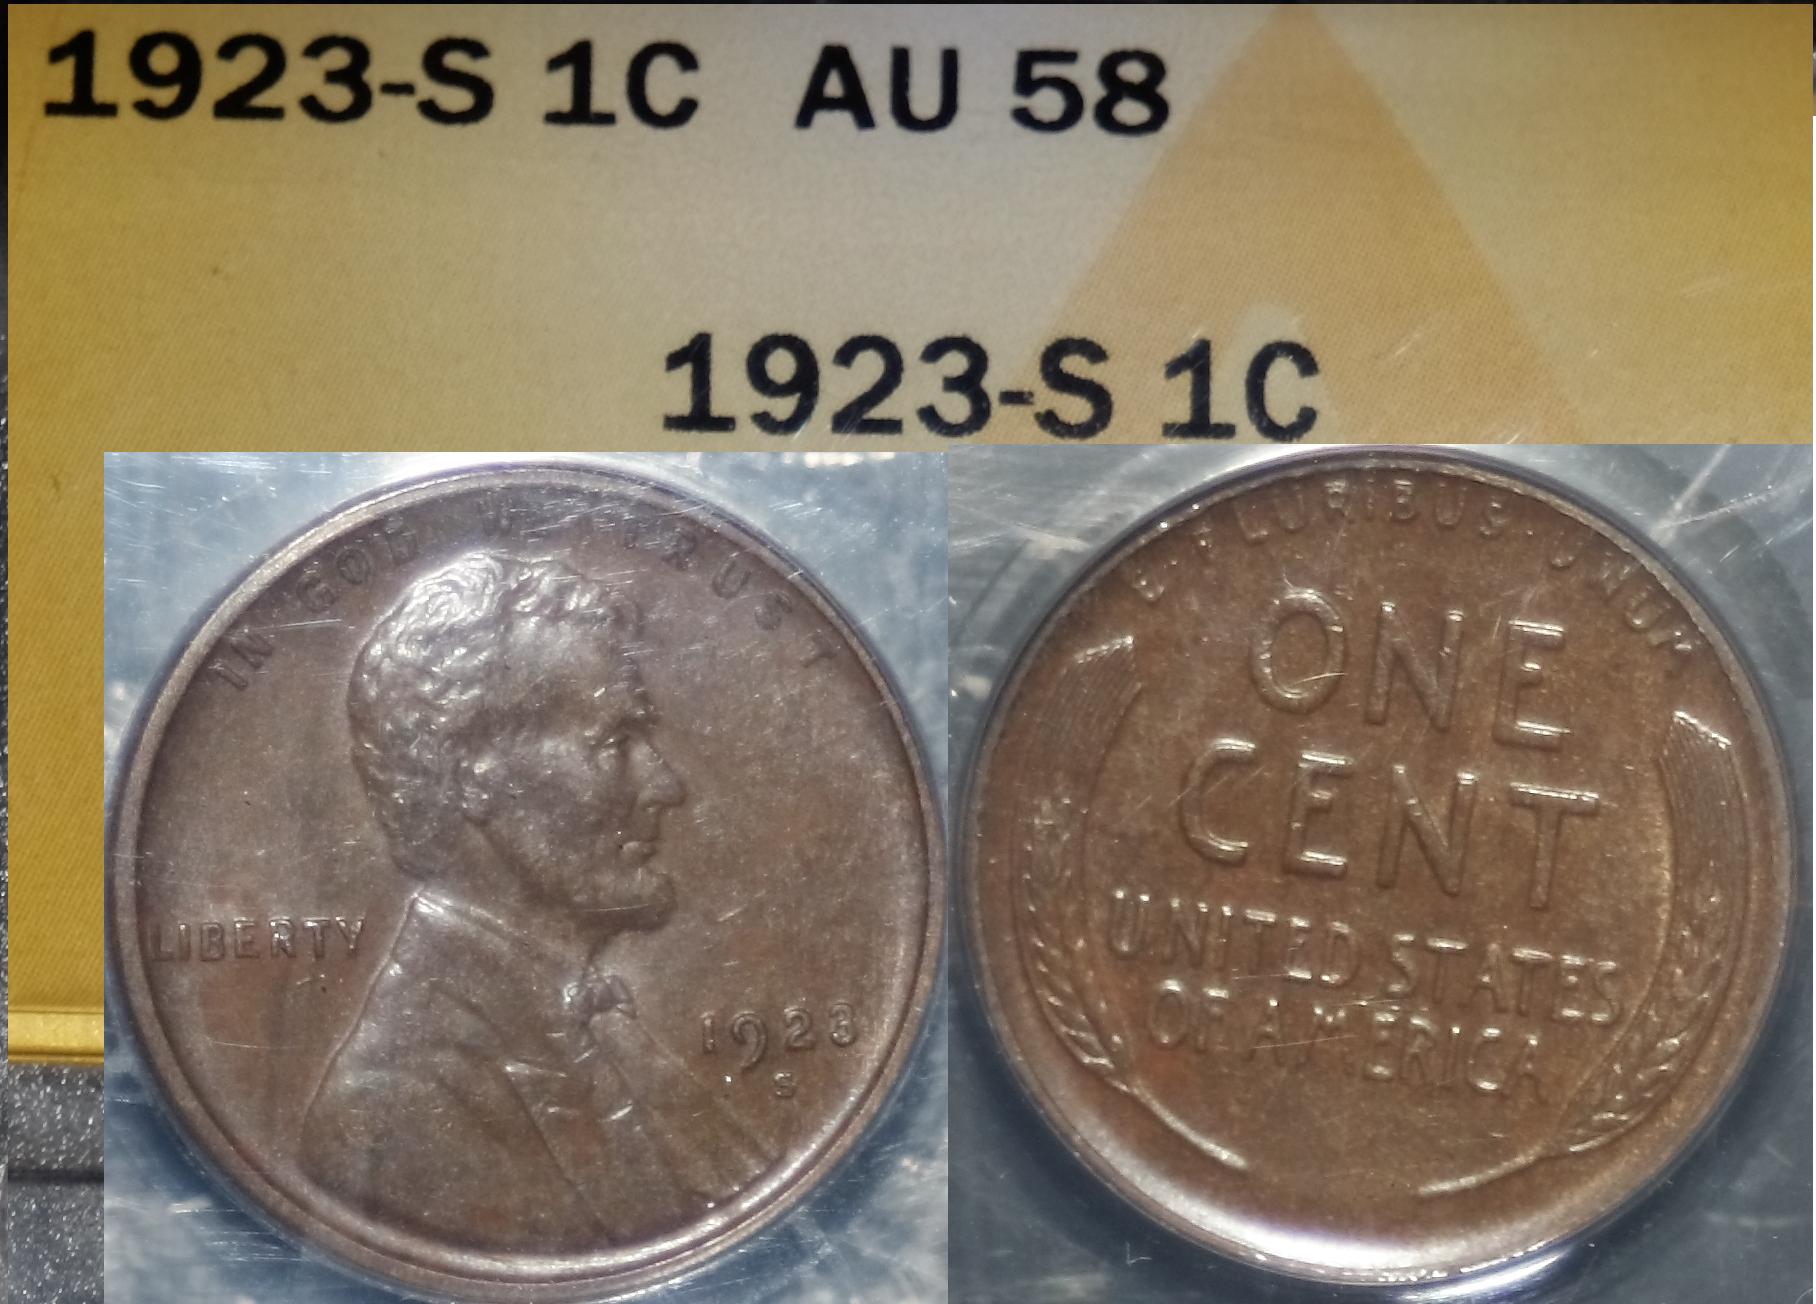 1923-S 1C AU 58
1923-S 1C
IN GOD WE TRUST
LIBERTY
1923
S
E·PLURIBUS·UNUM
ONE
CENT
UNITED STATES
OF AMERICA